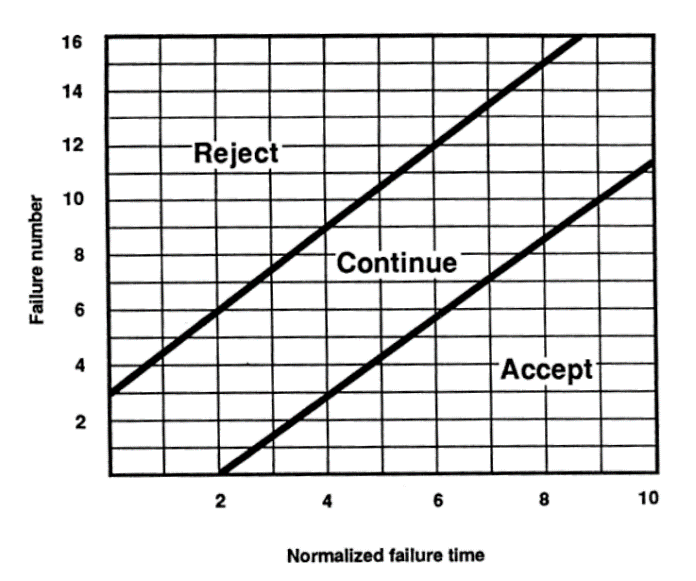 16
14
12
10
8
6
4
2
Failure number
Reject
Continue
Accept
2 4 6 8 10
Normalized failure time